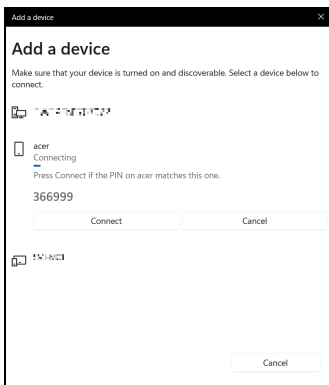 Add a device
Add a device
Make sure that your device is turned on and discoverable. Select a device below to
connect.
acer
Connecting
Press Connect if the PIN on acer matches this one.
366999
Connect
Cancel
Cancel